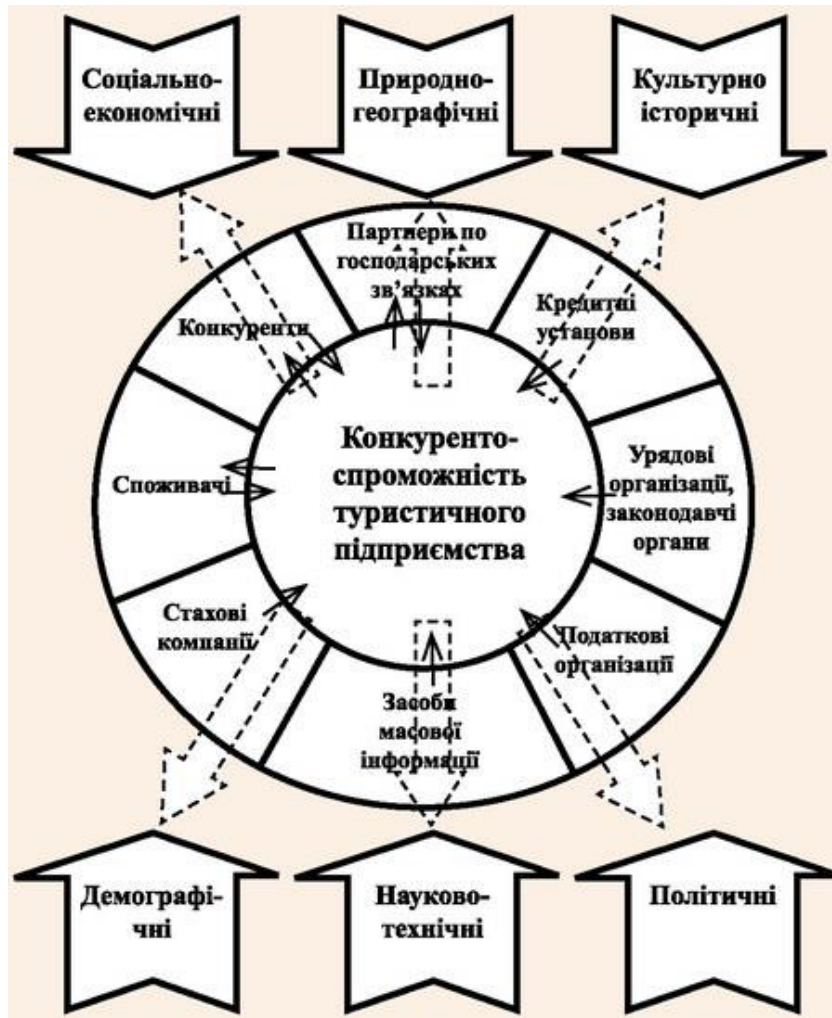 Соціально-
економічні
Природно-
географічні
Культурно
історичні
Партнери по
господарських
зв’язках
Конкуренти
Кредитні
установи
Споживачі
Конкуренто-
спроможність
туристичного
підприємства
Урядові
організації,
законодавчі
органи
Стахові
компанії
Податкові
організації
Засоби
масової
інформації
Демографі-
чні
Науково-
технічні
Політичні